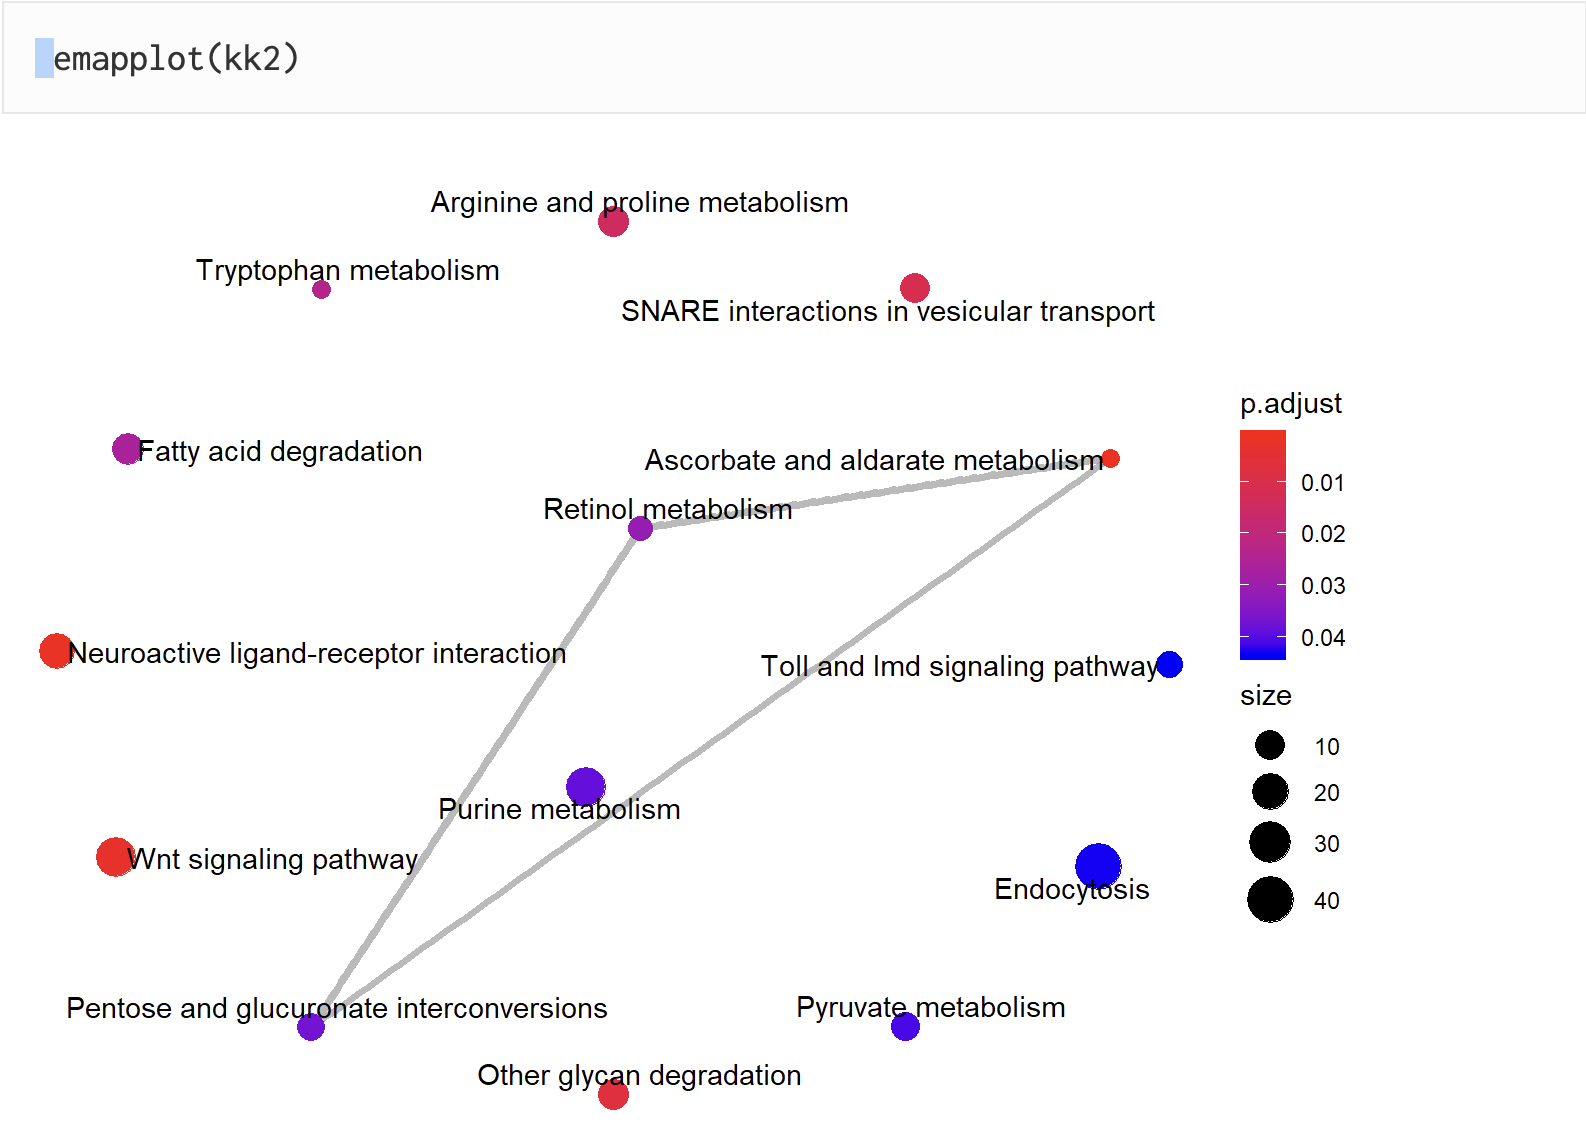 emapplot(kk2)
Arginine and proline metabolism
Tryptophan metabolism
SNARE interactions in vesicular transport
Fatty acid degradation
Ascorbate and aldarate metabolism
Retinol metabolism
Neuroactive ligand-receptor interaction
Toll and Imd signaling pathway
Purine metabolism
Wnt signaling pathway
Endocytosis
Pentose and glucuronate interconversions
Pyruvate metabolism
Other glycan degradation
p.adjust
0.01
0.02
0.03
0.04
size
10
20
30
40